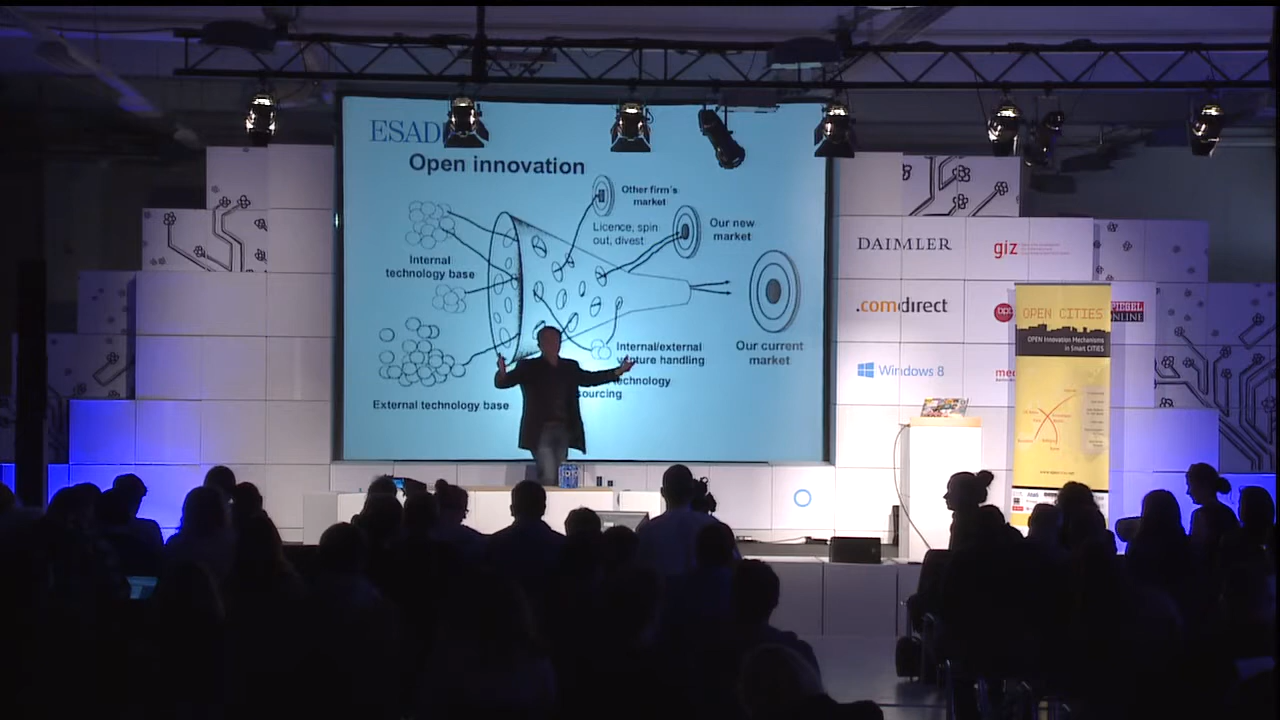 ESAD
Open innovation
Other firm's
market
Licence, spin
out, divest
Our new
market
Internal
technology base
Internal/external
venture handling
technology
sourcing
Our current
market
External technology base
DAIMLER
giz
.comdirect
SPIEGEL
ONLINE
Windows 8
OPEN CITIES
OPEN Innovation Mechanisms
in Smart CITIES